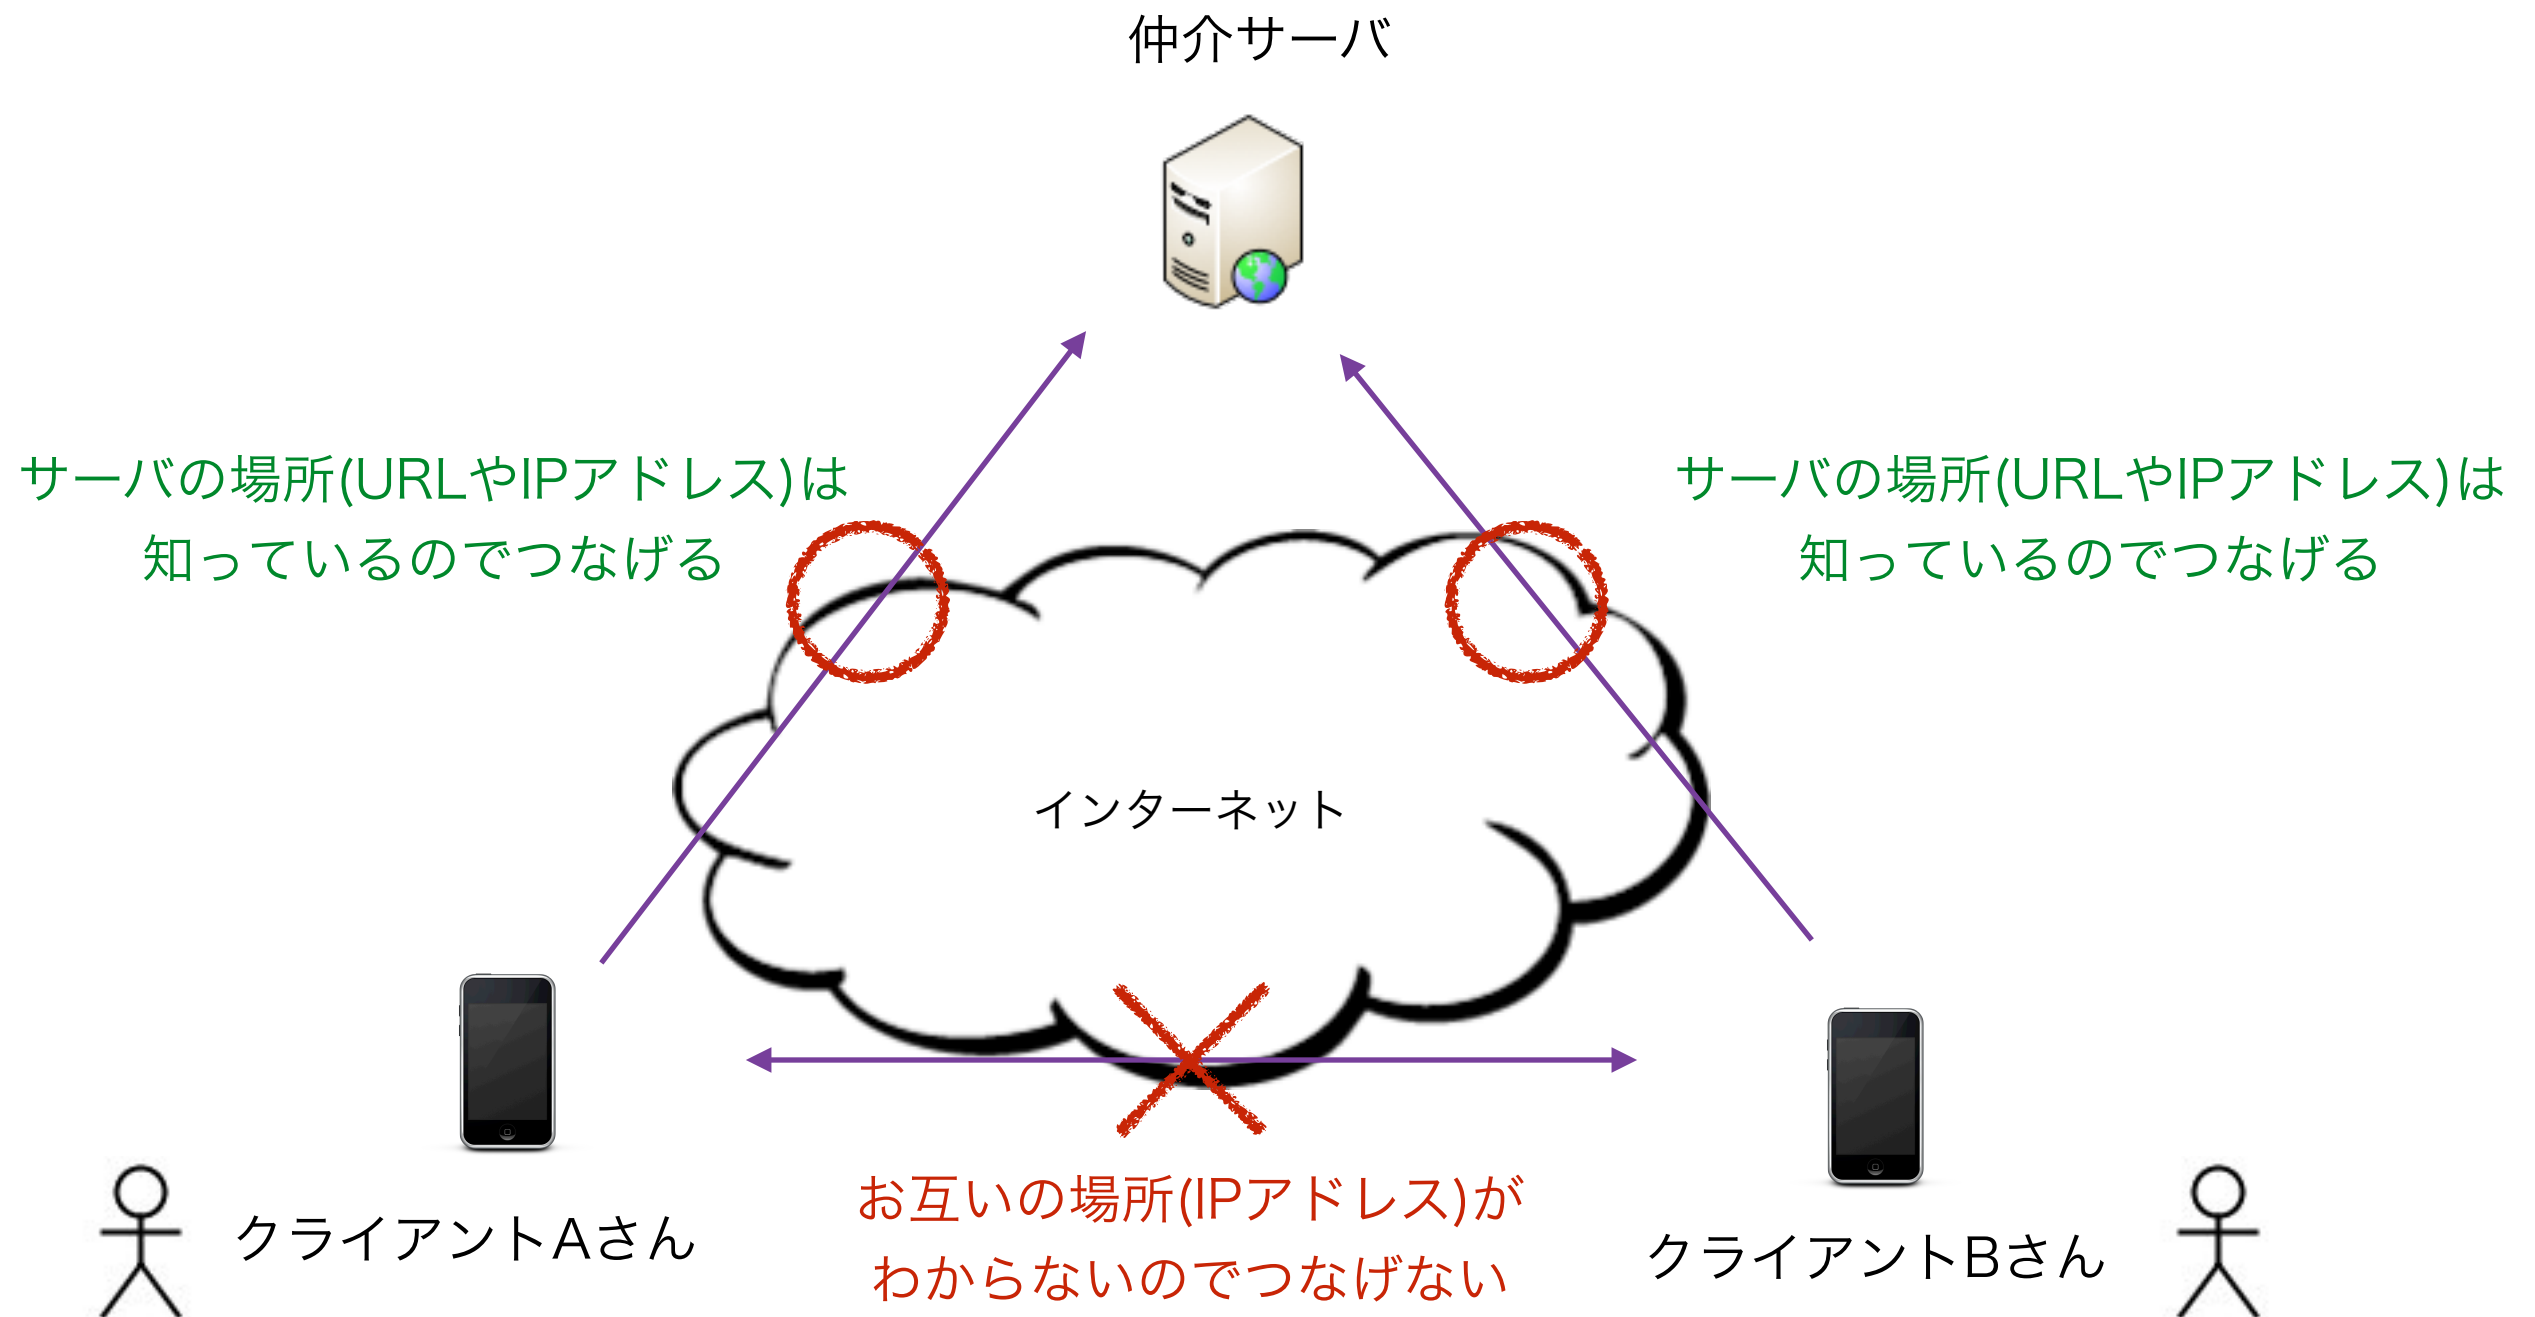 仲介サーバ
サーバの場所(URLやIPアドレス)は
知っているのでつなげる
サーバの場所(URLやIPアドレス)は
知っているのでつなげる
インターネット
お互いの場所(IPアドレス)が
わからないのでつなげない
クライアントAさん
クライアントBさん